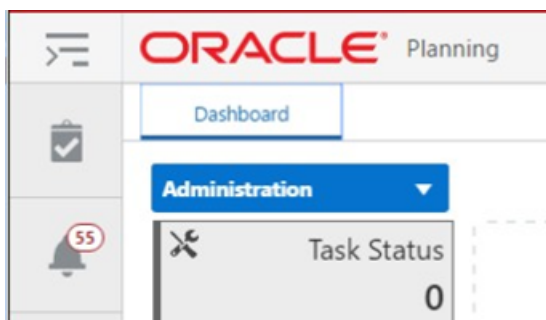 ORACLE® Planning
Dashboard
Administration
55
Task Status
0